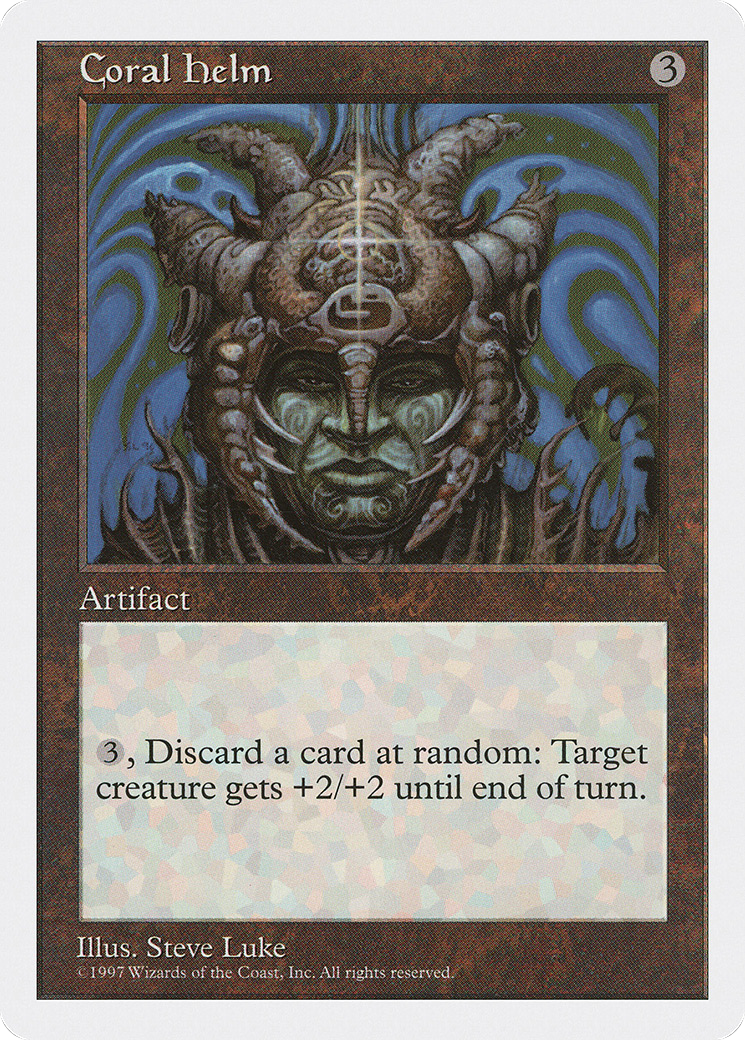 Coral Helm
3
Artifact
3, Discard a card at random: Target
creature gets +2/+2 until end of turn.
Illus. Steve Luke
©1997 Wizards of the Coast, Inc. All rights reserved.